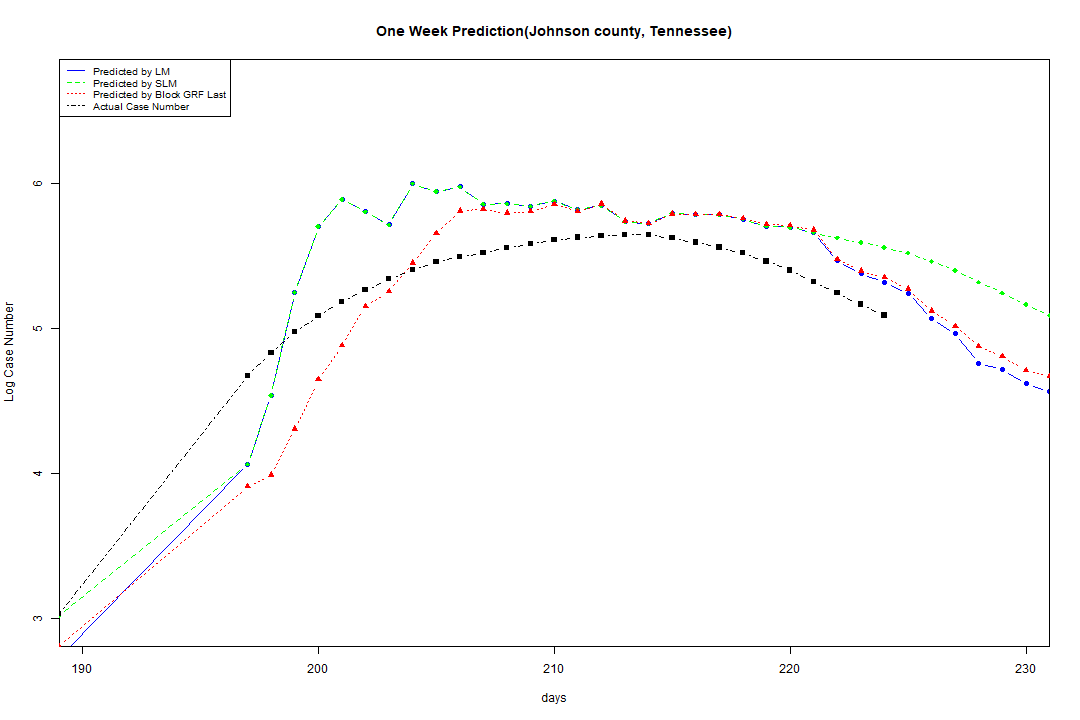 One Week Prediction(Johnson county, Tennessee)
Predicted by LM
Predicted by SLM
Predicted by Block GRF Last
Actual Case Number
6
5
4
3
Log Case Number
190 200 210 220 230
days